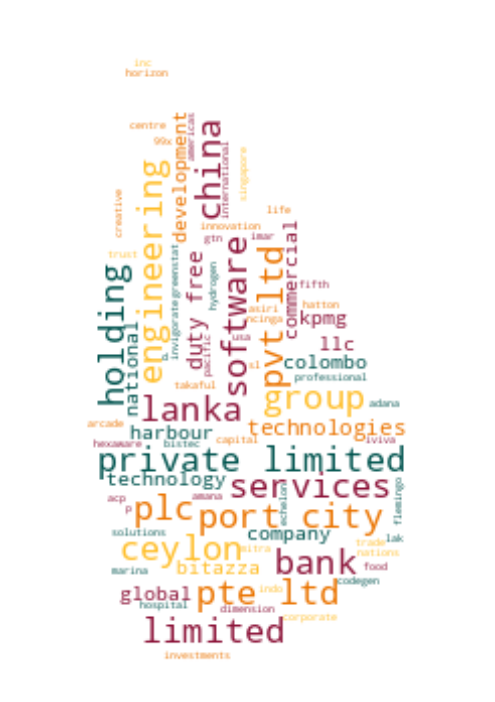 inc
horizon
centre
99x
development
americas
china
international
singapore
engineering
creative
life
innovation
gtn
imar
commercial
trust
software
pvt ltd
greenstat
invigorate
duty free
hydrogen
holding
national
pacific
fifth
asiri
ncinga
hatton
kpmg
usa
llc
sl
colombo
professional
takaful
group
adana
lanka
arcade
harbour
technologies
hexaware
bistec
capital
iviva
private limited
technology
services
acp
amana
p
plc
port city
echelon
flemingo
solutions
company
lak
ceylon
mitra
trade
nations
bank
marina
bitazza
food
codegen
global
pte ltd
indo
hospital
dimension
corporate
limited
investments